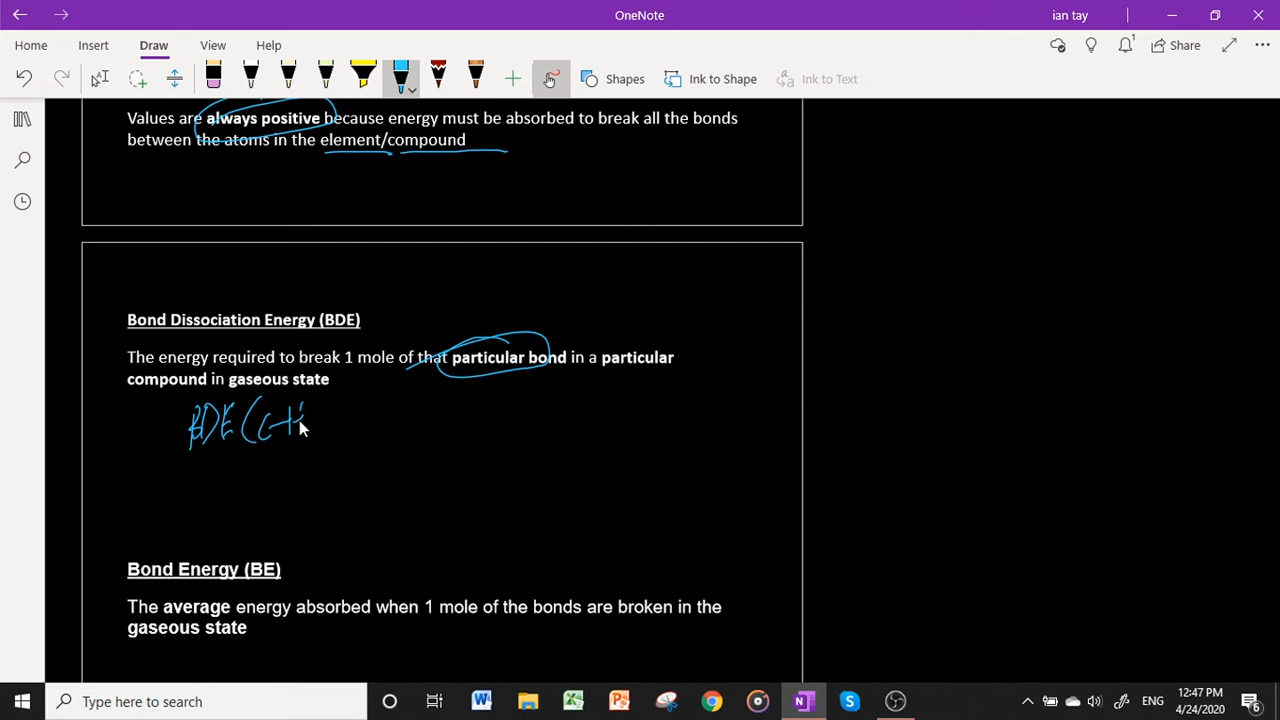 OneNote
ian tay
Home Insert Draw View Help
Share
Shapes Ink to Shape Ink to Text
Values are always positive because energy must be absorbed to break all the bonds
between the atoms in the element/compound
Bond Dissociation Energy (BDE)
The energy required to break 1 mole of that particular bond in a particular
compound in gaseous state
BDE (C-H
Bond Energy (BE)
The average energy absorbed when 1 mole of the bonds are broken in the
gaseous state
Type here to search
ENG
12:47 PM
4/24/2020
6